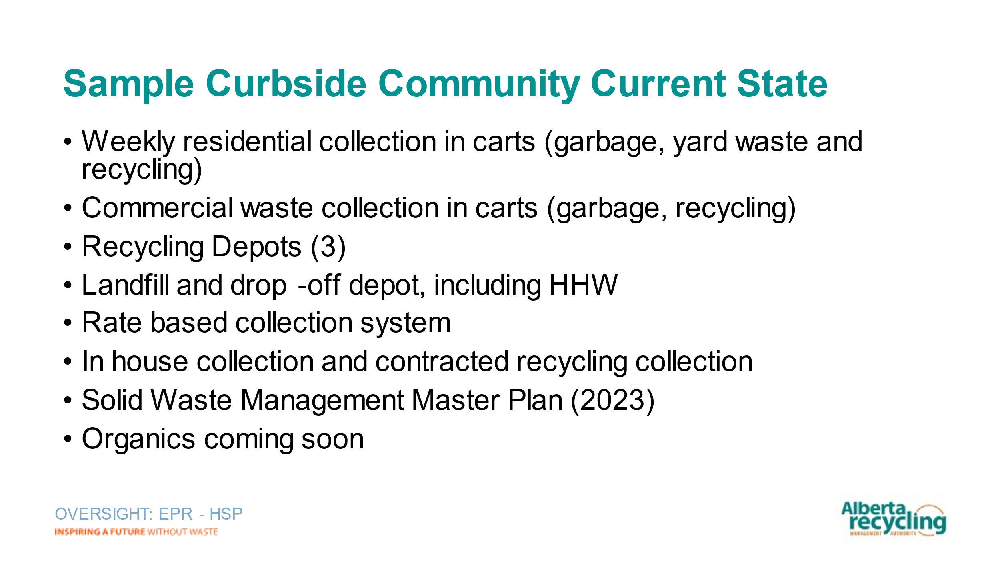 Sample Curbside Community Current State
• Weekly residential collection in carts (garbage, yard waste and
recycling)
• Commercial waste collection in carts (garbage, recycling)
• Recycling Depots (3)
• Landfill and drop -off depot, including HHW
• Rate based collection system
• In house collection and contracted recycling collection
• Solid Waste Management Master Plan (2023)
• Organics coming soon
OVERSIGHT: EPR - HSP
INSPIRING A FUTURE WITHOUT WASTE
Alberta
recycling
MANAGEMENT AUTHORITY